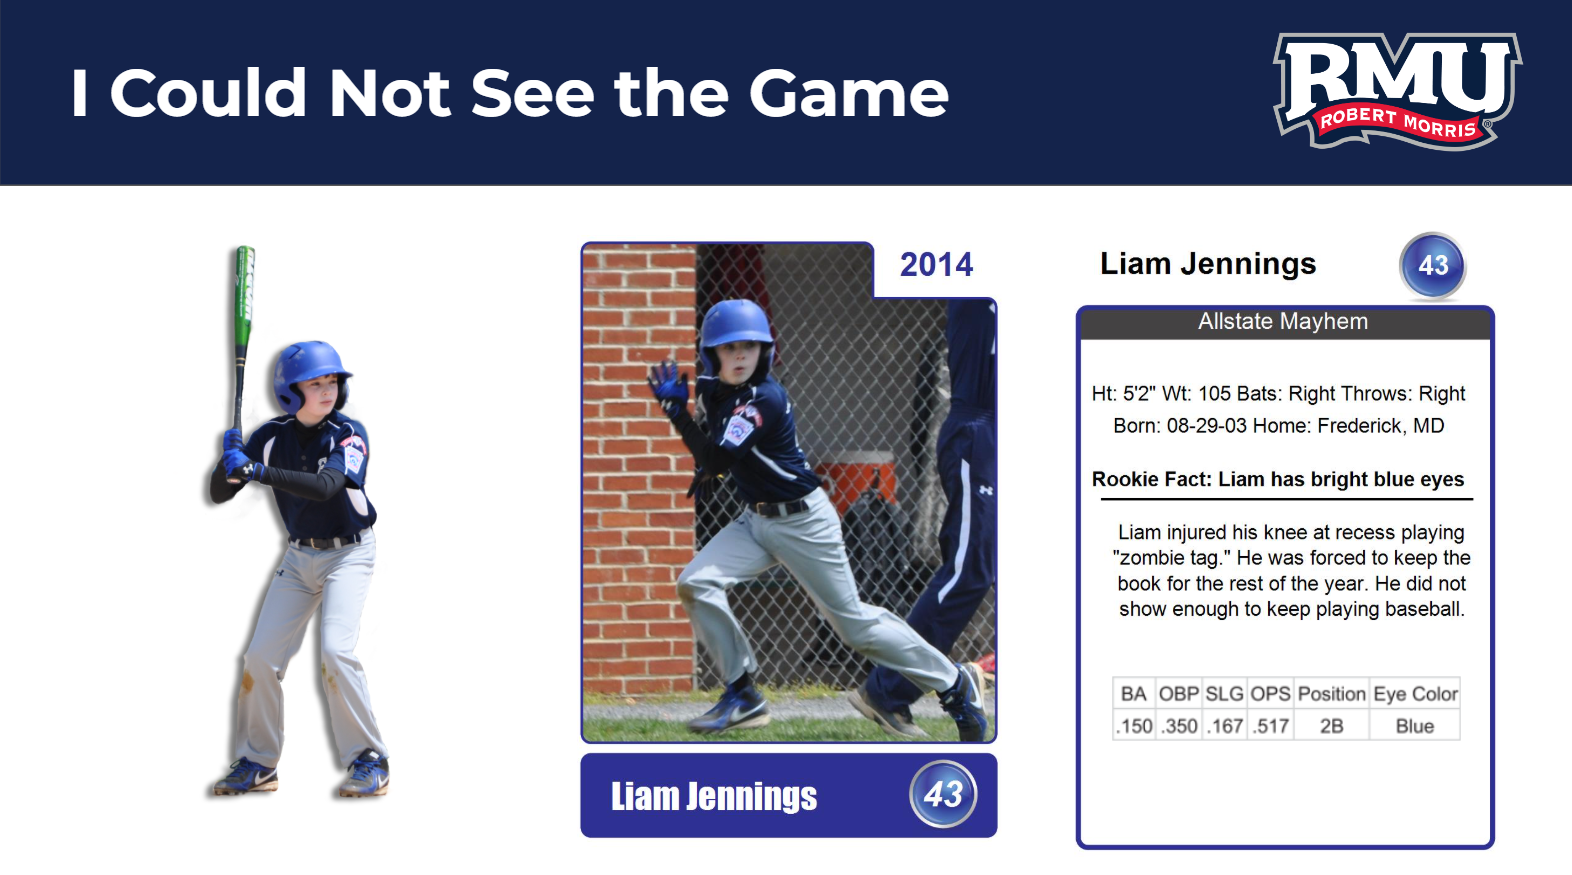 I Could Not See the Game
RMU
ROBERT MORRIS
®
2014
Liam Jennings
43
Liam Jennings
43
Allstate Mayhem
Ht: 5'2" Wt: 105 Bats: Right Throws: Right
Born: 08-29-03 Home: Frederick, MD
Rookie Fact: Liam has bright blue eyes
Liam injured his knee at recess playing
"zombie tag." He was forced to keep the
book for the rest of the year. He did not
show enough to keep playing baseball.
BA OBP SLG OPS Position Eye Color
.150 .350 .167 .517 2B Blue